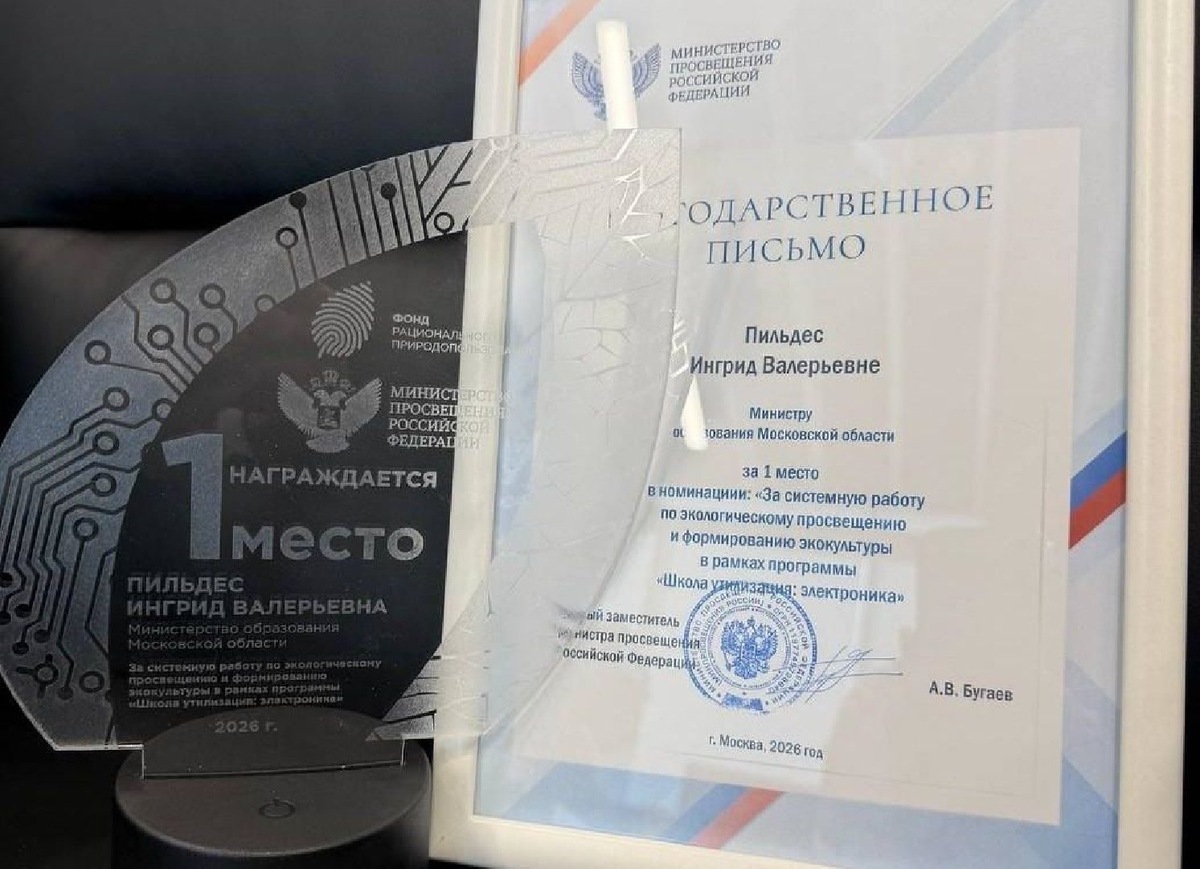 ФОНД
РАЦИОНАЛЬНОГО
ПРИРОДОПОЛЬЗОВАНИЯ
МИНИСТЕРСТВО
ПРОСВЕЩЕНИЯ
РОССИЙСКОЙ
ФЕДЕРАЦИИ
1
НАГРАЖДАЕТСЯ
место
ПИЛЬДЕС
ИНГРИД ВАЛЕРЬЕВНА
Министерство образования
Московской области
За системную работу по экологическому
просвещению и формированию
экокультуры в рамках программы
«Школа утилизация: электроника»
2026 г.
МИНИСТЕРСТВО
ПРОСВЕЩЕНИЯ
РОССИЙСКОЙ
ФЕДЕРАЦИИ
ГОДАРСТВЕННОЕ
ПИСЬМО
Пильдес
Ингрид Валерьевне
Министру
образования Московской области
за 1 место
в номинациии: «За системную работу
по экологическому просвещению
и формированию экокультуры
в рамках программы
«Школа утилизация: электроника»
заместитель
министра просвещения
Российской Федерации
А.В. Бугаев
г. Москва, 2026 год